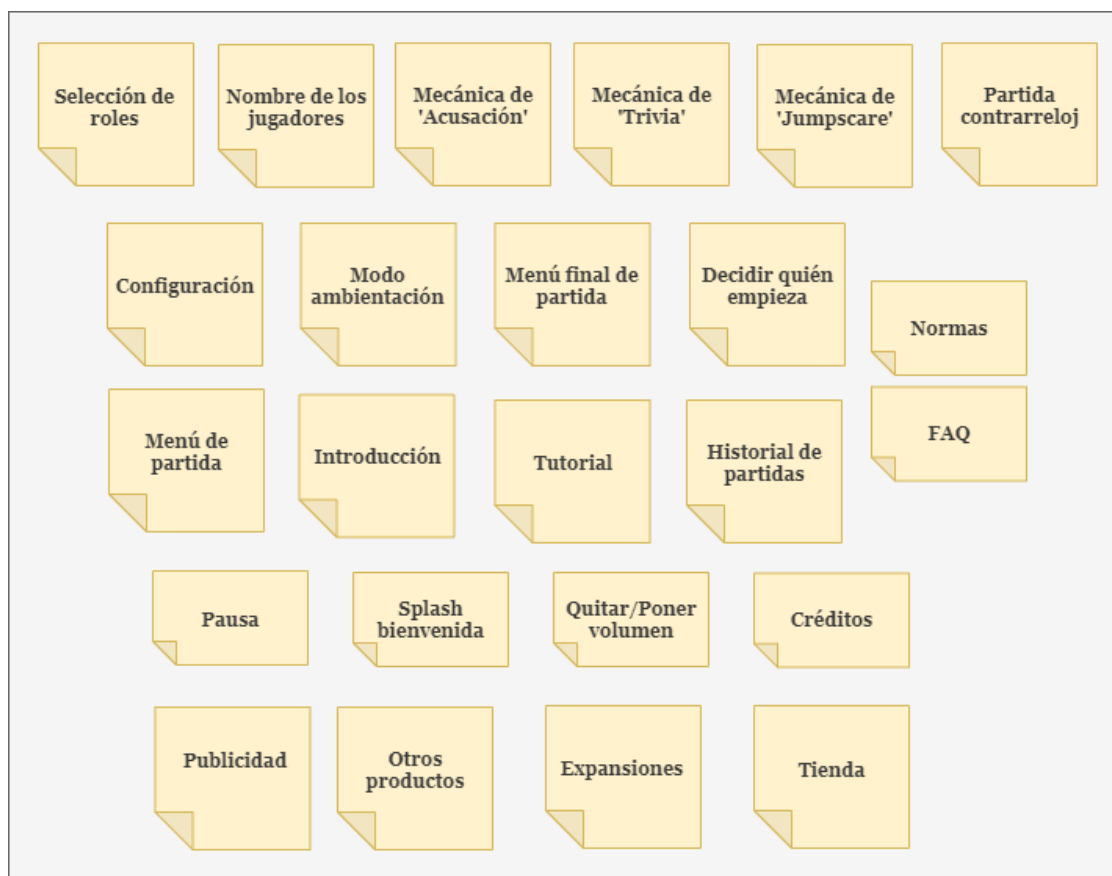 Selección de
roles
Nombre de los
jugadores
Mecánica de
'Acusación'
Mecánica de
'Trivia'
Mecánica de
'Jumpscare'
Partida
contrarreloj
Configuración
Modo
ambientación
Menú final de
partida
Decidir quién
empieza
Normas
Menú de
partida
Introducción
Tutorial
Historial de
partidas
FAQ
Pausa
Splash
bienvenida
Quitar/Poner
volumen
Créditos
Publicidad
Otros
productos
Expansiones
Tienda